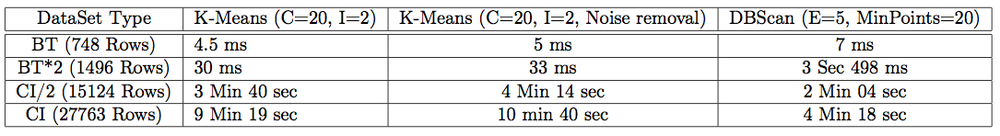 DataSet Type K-Means (C=20, I=2) K-Means (C=20, I=2, Noise removal) DBScan (E=5, MinPoints=20)
BT (748 Rows) 4.5 ms 5 ms 7 ms
BT*2 (1496 Rows) 30 ms 33 ms 3 Sec 498 ms
CI/2 (15124 Rows) 3 Min 40 sec 4 Min 14 sec 2 Min 04 sec
CI (27763 Rows) 9 Min 19 sec 10 min 40 sec 4 Min 18 sec